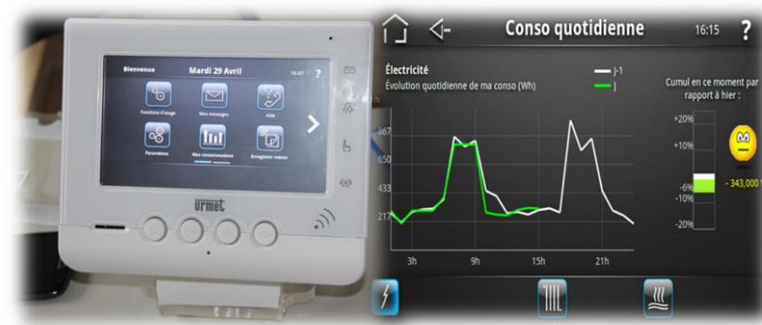 Bienvenue
Mardi 29 Avril
16:47
?
Fonctions d'usage
Mes messages
Aide
Paramètres
Mes consommations
Enregistrer mémo
urmet
Conso quotidienne
16:15
?
Électricité
J-1
Évolution quotidienne de ma conso (Wh)
J
Cumul en ce moment par
rapport à hier :
867
650
433
217
3h
9h
15h
21h
+20%
+10%
-6%
-10%
-20%
- 343,000